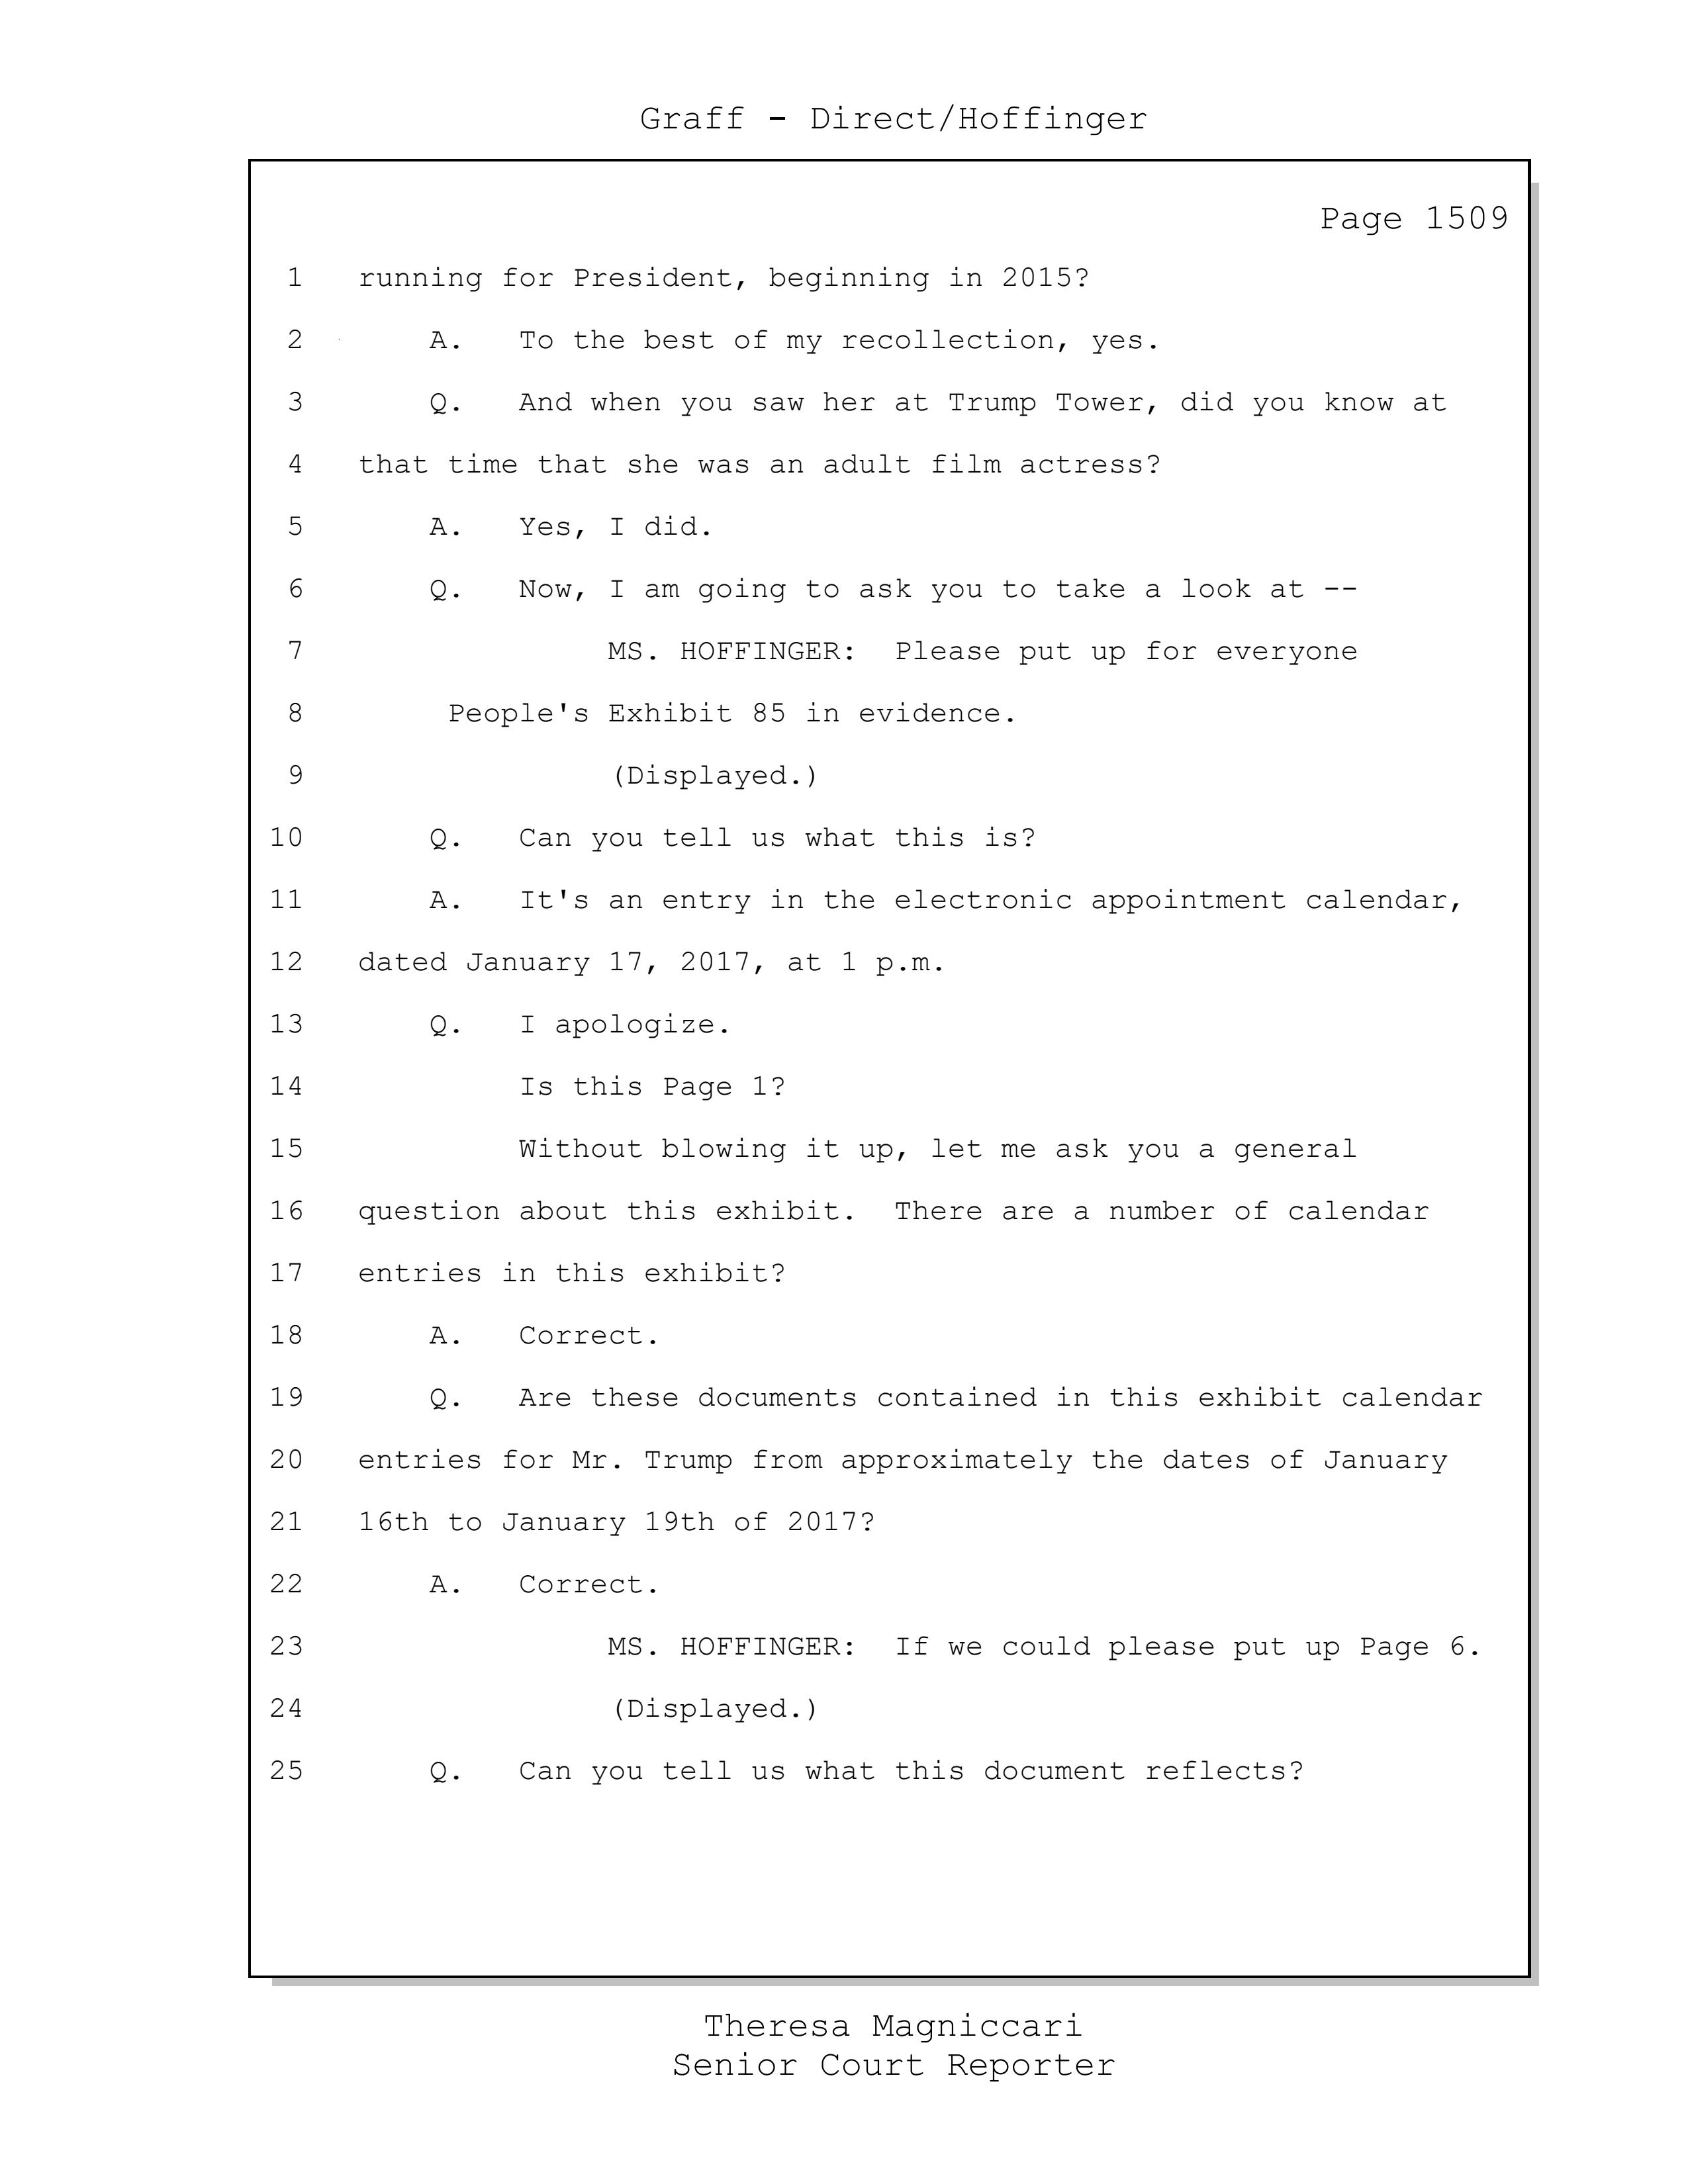 Graff - Direct/Hoffinger
Page 1509
1 running for President, beginning in 2015?
2 A. To the best of my recollection, yes.
3 Q. And when you saw her at Trump Tower, did you know at
4 that time that she was an adult film actress?
5 A. Yes, I did.
6 Q. Now, I am going to ask you to take a look at --
7 MS. HOFFINGER: Please put up for everyone
8 People's Exhibit 85 in evidence.
9 (Displayed.)
10 Q. Can you tell us what this is?
11 A. It's an entry in the electronic appointment calendar,
12 dated January 17, 2017, at 1 p.m.
13 Q. I apologize.
14 Is this Page 1?
15 Without blowing it up, let me ask you a general
16 question about this exhibit. There are a number of calendar
17 entries in this exhibit?
18 A. Correct.
19 Q. Are these documents contained in this exhibit calendar
20 entries for Mr. Trump from approximately the dates of January
21 16th to January 19th of 2017?
22 A. Correct.
23 MS. HOFFINGER: If we could please put up Page 6.
24 (Displayed.)
25 Q. Can you tell us what this document reflects?
Theresa Magniccari
Senior Court Reporter